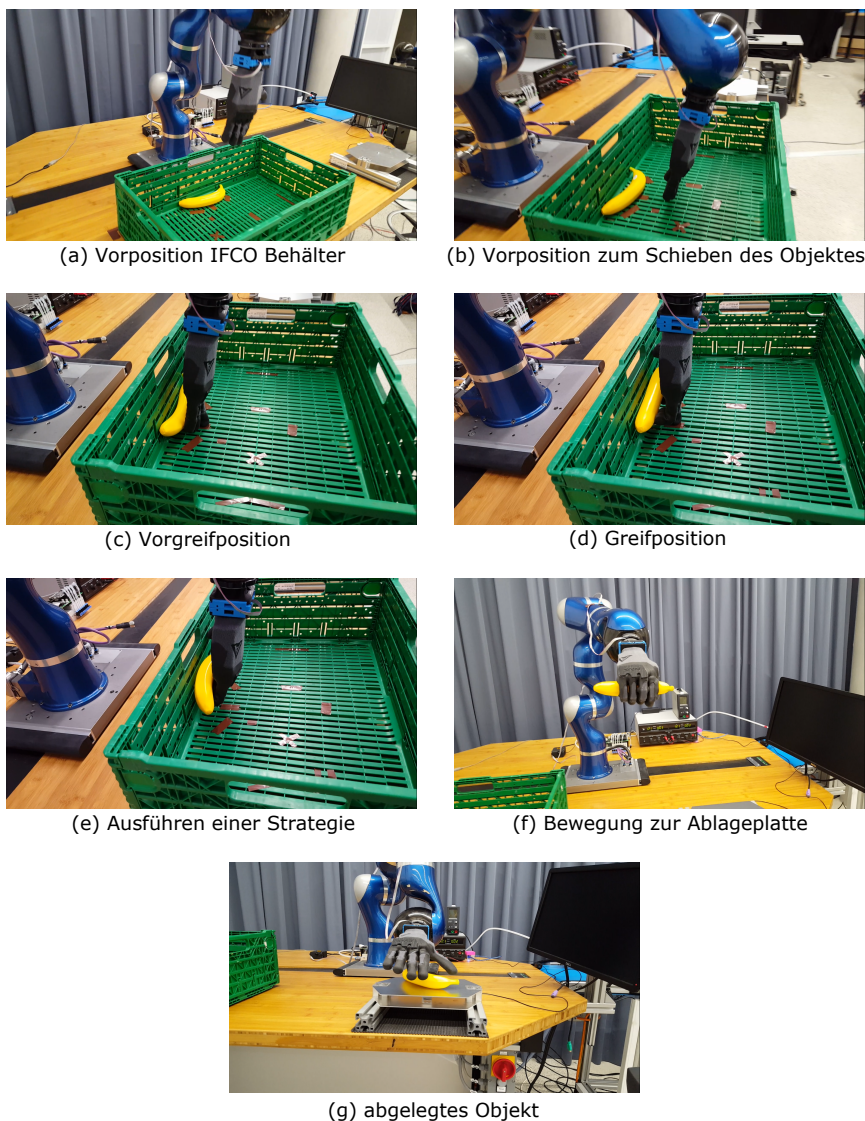 (a) Vorposition IFCO Behälter
(b) Vorposition zum Schieben des Objektes
(c) Vorgreifposition
(d) Greifposition
(e) Ausführen einer Strategie
(f) Bewegung zur Ablageplatte
(g) abgelegtes Objekt